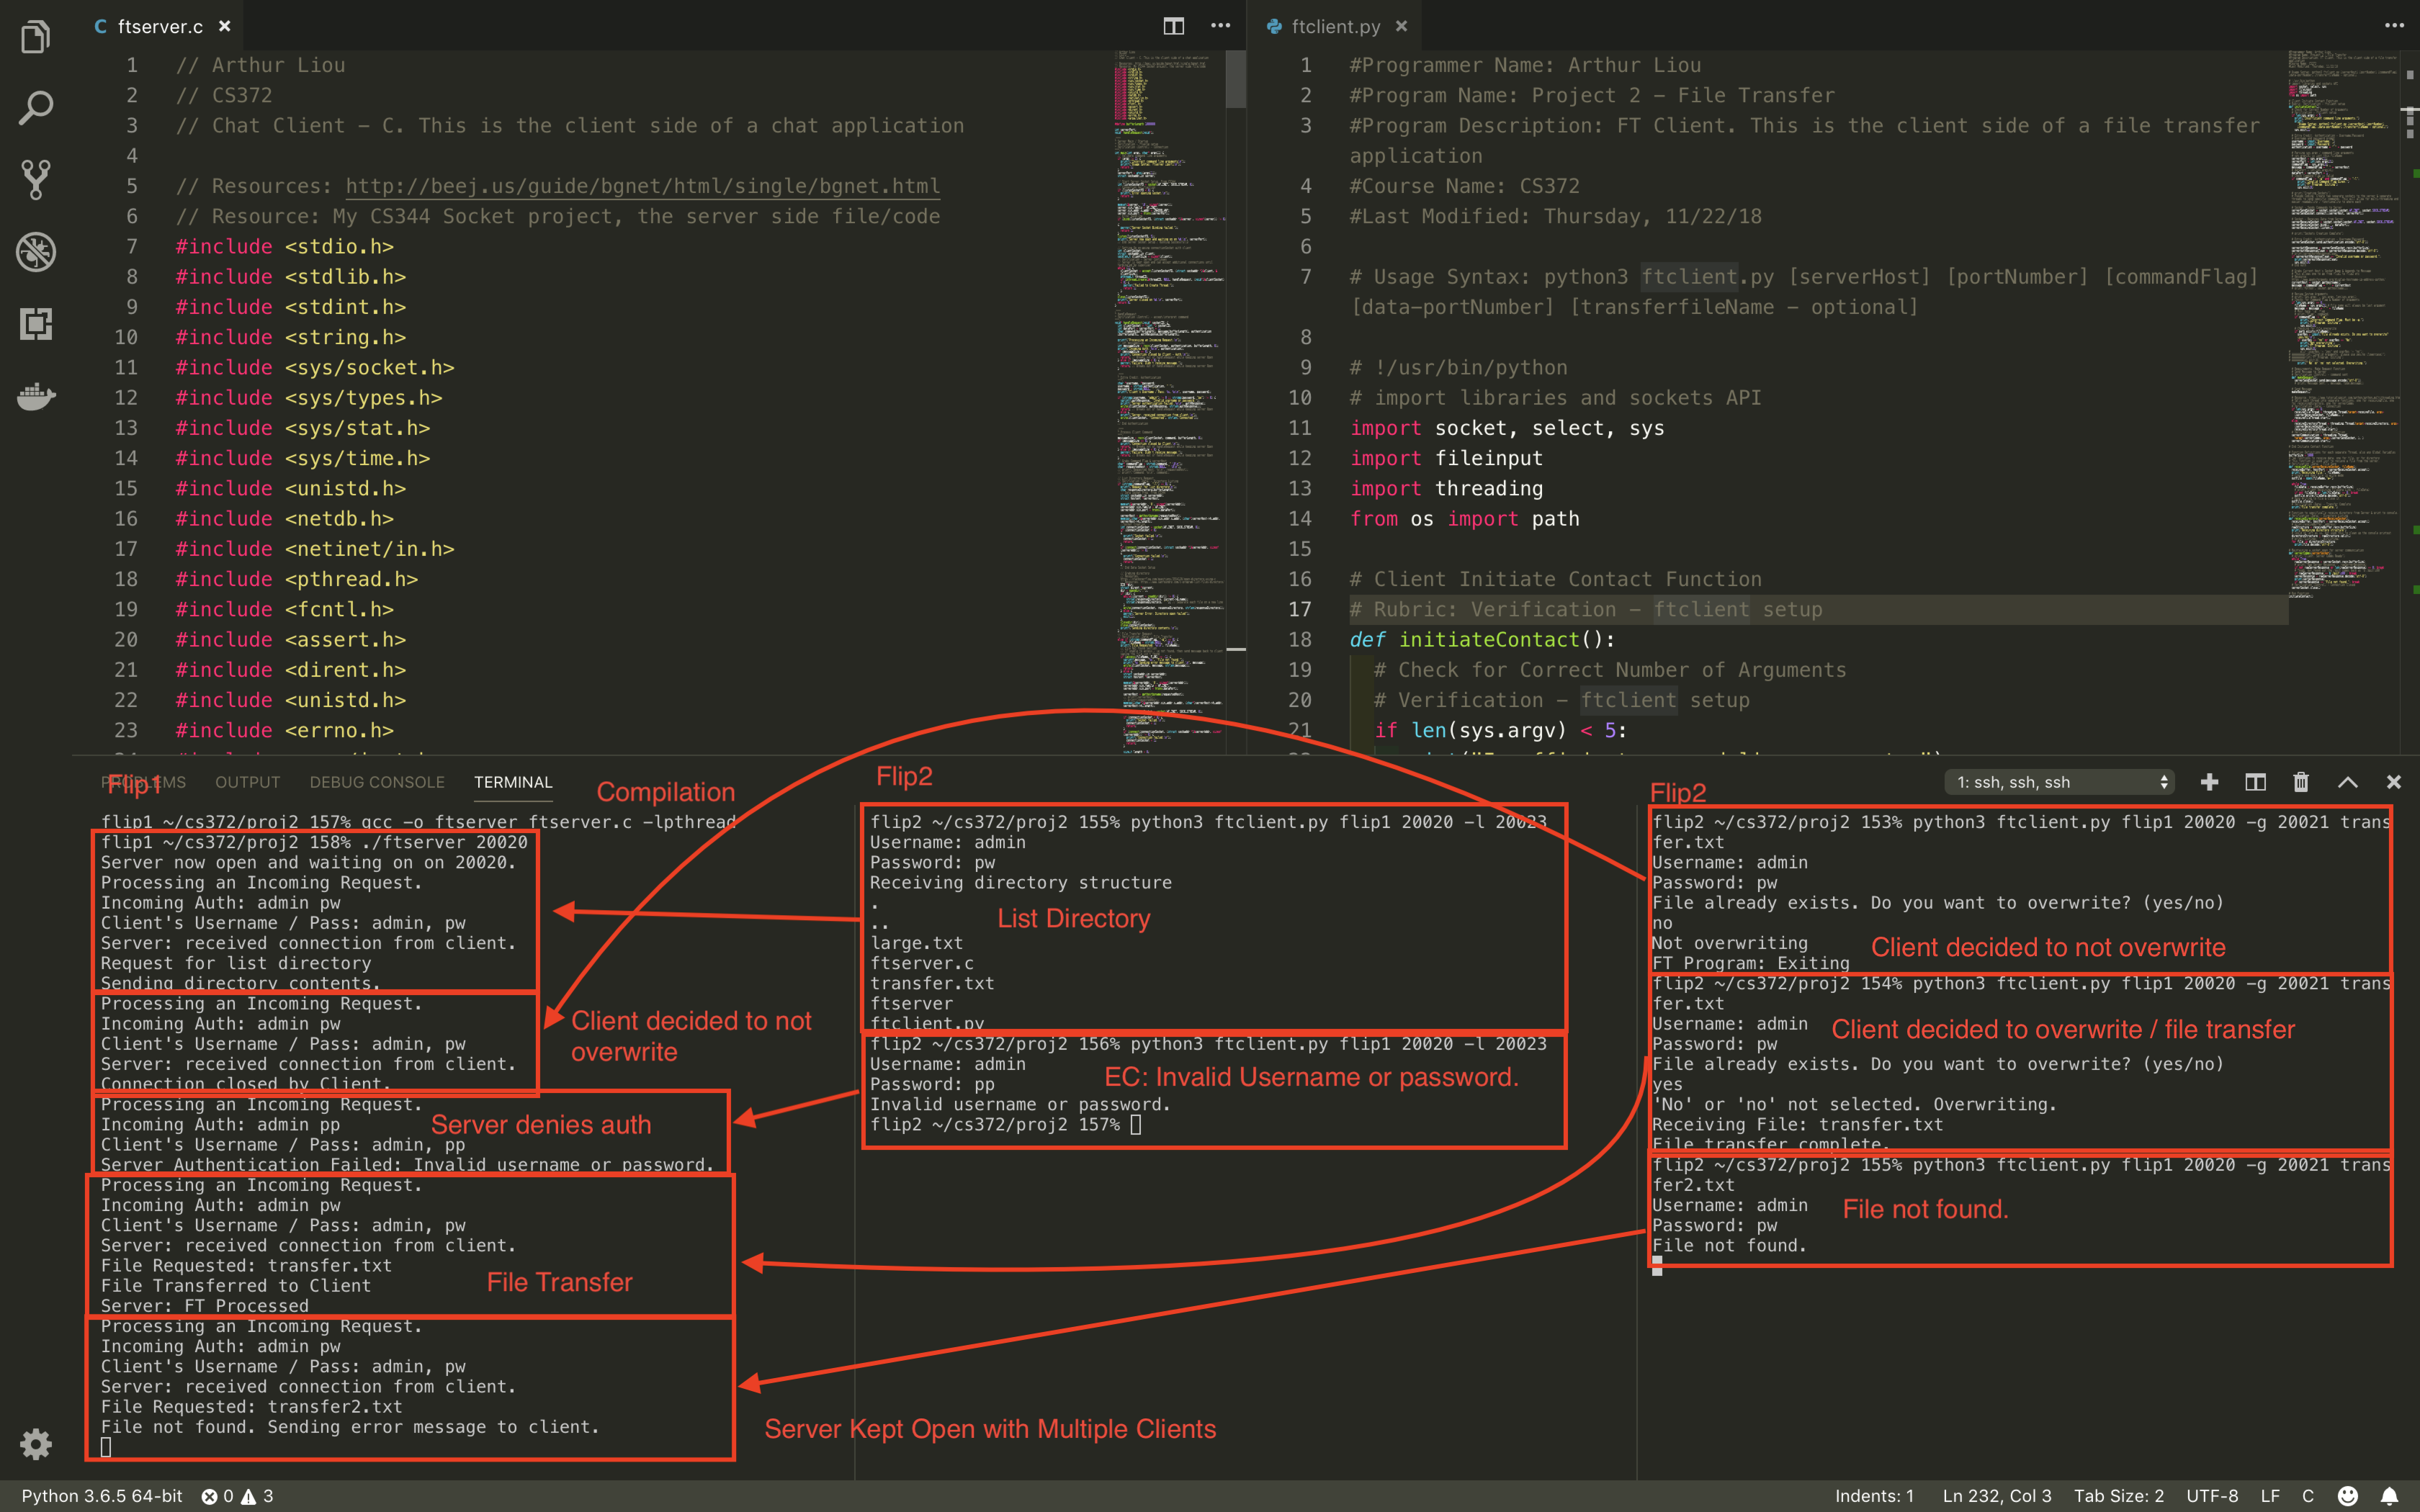 ftserver.c
ftclient.py
1 // Arthur Liou
2 // CS372
3 // Chat Client – C. This is the client side of a chat application
4
5 // Resources: http://beej.us/guide/bgnet/html/single/bgnet.html
6 // Resource: My CS344 Socket project, the server side file/code
7 #include <stdio.h>
8 #include <stdlib.h>
9 #include <stdint.h>
10 #include <string.h>
11 #include <sys/socket.h>
12 #include <sys/types.h>
13 #include <sys/stat.h>
14 #include <sys/time.h>
15 #include <unistd.h>
16 #include <netdb.h>
17 #include <netinet/in.h>
18 #include <pthread.h>
19 #include <fcntl.h>
20 #include <assert.h>
21 #include <dirent.h>
22 #include <unistd.h>
23 #include <errno.h>
1 #Programmer Name: Arthur Liou
2 #Program Name: Project 2 – File Transfer
3 #Program Description: FT Client. This is the client side of a file transfer
application
4 #Course Name: CS372
5 #Last Modified: Thursday, 11/22/18
6
7 # Usage Syntax: python3 ftclient.py [serverHost] [portNumber] [commandFlag]
[data-portNumber] [transferfileName – optional]
8
9 # !/usr/bin/python
10 # import libraries and sockets API
11 import socket, select, sys
12 import fileinput
13 import threading
14 from os import path
15
16 # Client Initiate Contact Function
17 # Rubric: Verification – ftclient setup
18 def initiateContact():
19 # Check for Correct Number of Arguments
20 # Verification – ftclient setup
21 if len(sys.argv) < 5:
PROBLEMS OUTPUT DEBUG CONSOLE TERMINAL
1: ssh, ssh, ssh
Flip1
Compilation
flip1 ~/cs372/proj2 157% gcc -o ftserver ftserver.c -lpthread
flip1 ~/cs372/proj2 158% ./ftserver 20020
Server now open and waiting on on 20020.
Processing an Incoming Request.
Incoming Auth: admin pw
Client's Username / Pass: admin, pw
Server: received connection from client.
Request for list directory
Sending directory contents.
Processing an Incoming Request.
Incoming Auth: admin pw
Client's Username / Pass: admin, pw
Server: received connection from client.
Connection closed by Client.
Client decided to not
overwrite
Processing an Incoming Request.
Incoming Auth: admin pp
Client's Username / Pass: admin, pp
Server Authentication Failed: Invalid username or password.
Server denies auth
Processing an Incoming Request.
Incoming Auth: admin pw
Client's Username / Pass: admin, pw
Server: received connection from client.
File Requested: transfer.txt
File Transferred to Client
Server: FT Processed
File Transfer
Processing an Incoming Request.
Incoming Auth: admin pw
Client's Username / Pass: admin, pw
Server: received connection from client.
File Requested: transfer2.txt
File not found. Sending error message to client.
Server Kept Open with Multiple Clients
Flip2
flip2 ~/cs372/proj2 155% python3 ftclient.py flip1 20020 -l 20023
Username: admin
Password: pw
Receiving directory structure
.
..
large.txt
ftserver.c
transfer.txt
ftserver
ftclient.py
List Directory
flip2 ~/cs372/proj2 156% python3 ftclient.py flip1 20020 -l 20023
Username: admin
Password: pp
Invalid username or password.
flip2 ~/cs372/proj2 157%
EC: Invalid Username or password.
Flip2
flip2 ~/cs372/proj2 153% python3 ftclient.py flip1 20020 -g 20021 trans
fer.txt
Username: admin
Password: pw
File already exists. Do you want to overwrite? (yes/no)
no
Not overwriting
FT Program: Exiting
Client decided to not overwrite
flip2 ~/cs372/proj2 154% python3 ftclient.py flip1 20020 -g 20021 trans
fer.txt
Username: admin
Password: pw
File already exists. Do you want to overwrite? (yes/no)
yes
'No' or 'no' not selected. Overwriting.
Receiving File: transfer.txt
File transfer complete.
Client decided to overwrite / file transfer
flip2 ~/cs372/proj2 155% python3 ftclient.py flip1 20020 -g 20021 trans
fer2.txt
Username: admin
Password: pw
File not found.
File not found.
Python 3.6.5 64-bit 0 3
Indents: 1 Ln 232, Col 3 Tab Size: 2 UTF-8 LF C